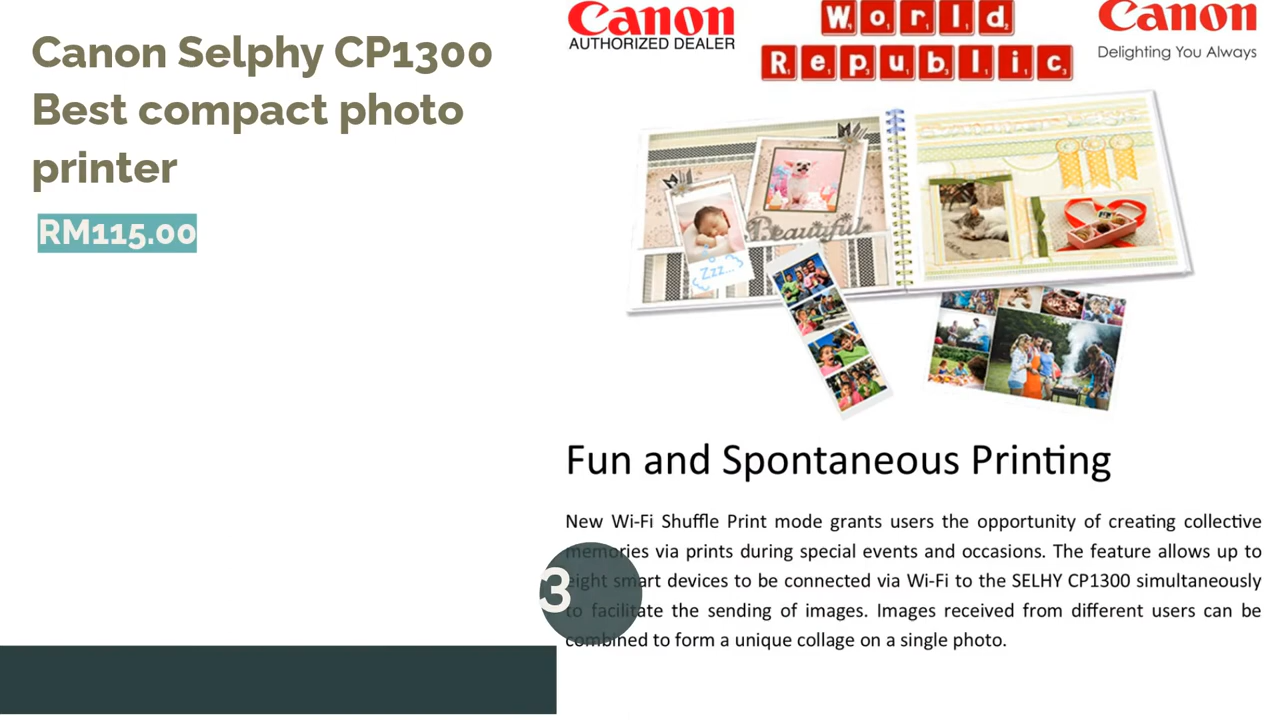 Canon Selphy CP1300
Best compact photo
printer
RM115.00
Canon
AUTHORIZED DEALER
World
Republic
Canon
Delighting You Always
Beautiful
Zzz...
Fun and Spontaneous Printing
New Wi-Fi Shuffle Print mode grants users the opportunity of creating collective
memories via prints during special events and occasions. The feature allows up to
eight smart devices to be connected via Wi-Fi to the SELHY CP1300 simultaneously
to facilitate the sending of images. Images received from different users can be
combined to form a unique collage on a single photo.
3